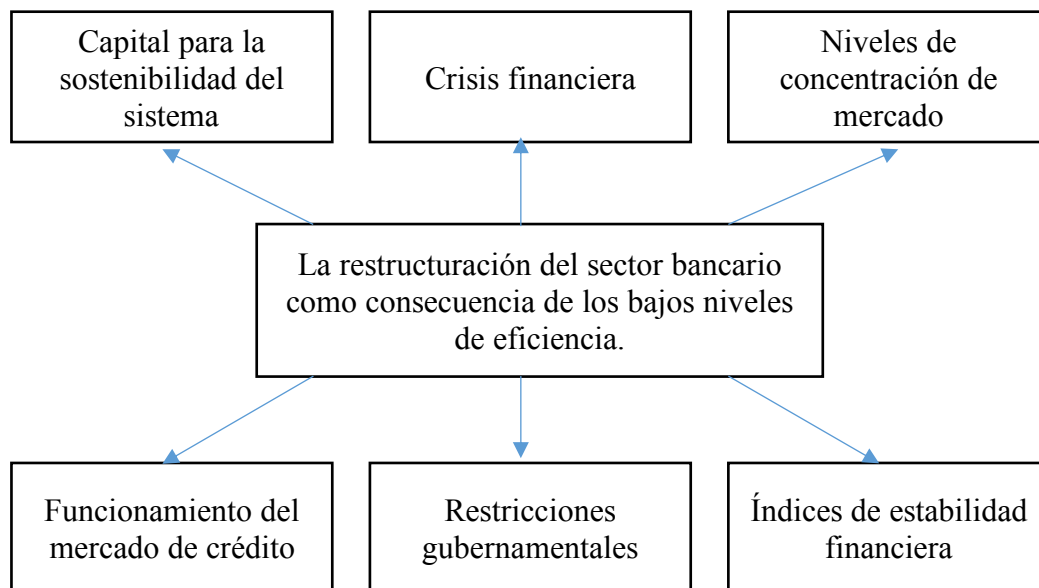 Capital para la
sostenibilidad del
sistema
Crisis financiera
Niveles de
concentración de
mercado
La restructuración del sector bancario
como consecuencia de los bajos niveles
de eficiencia.
Funcionamiento del
mercado de crédito
Restricciones
gubernamentales
Índices de estabilidad
financiera